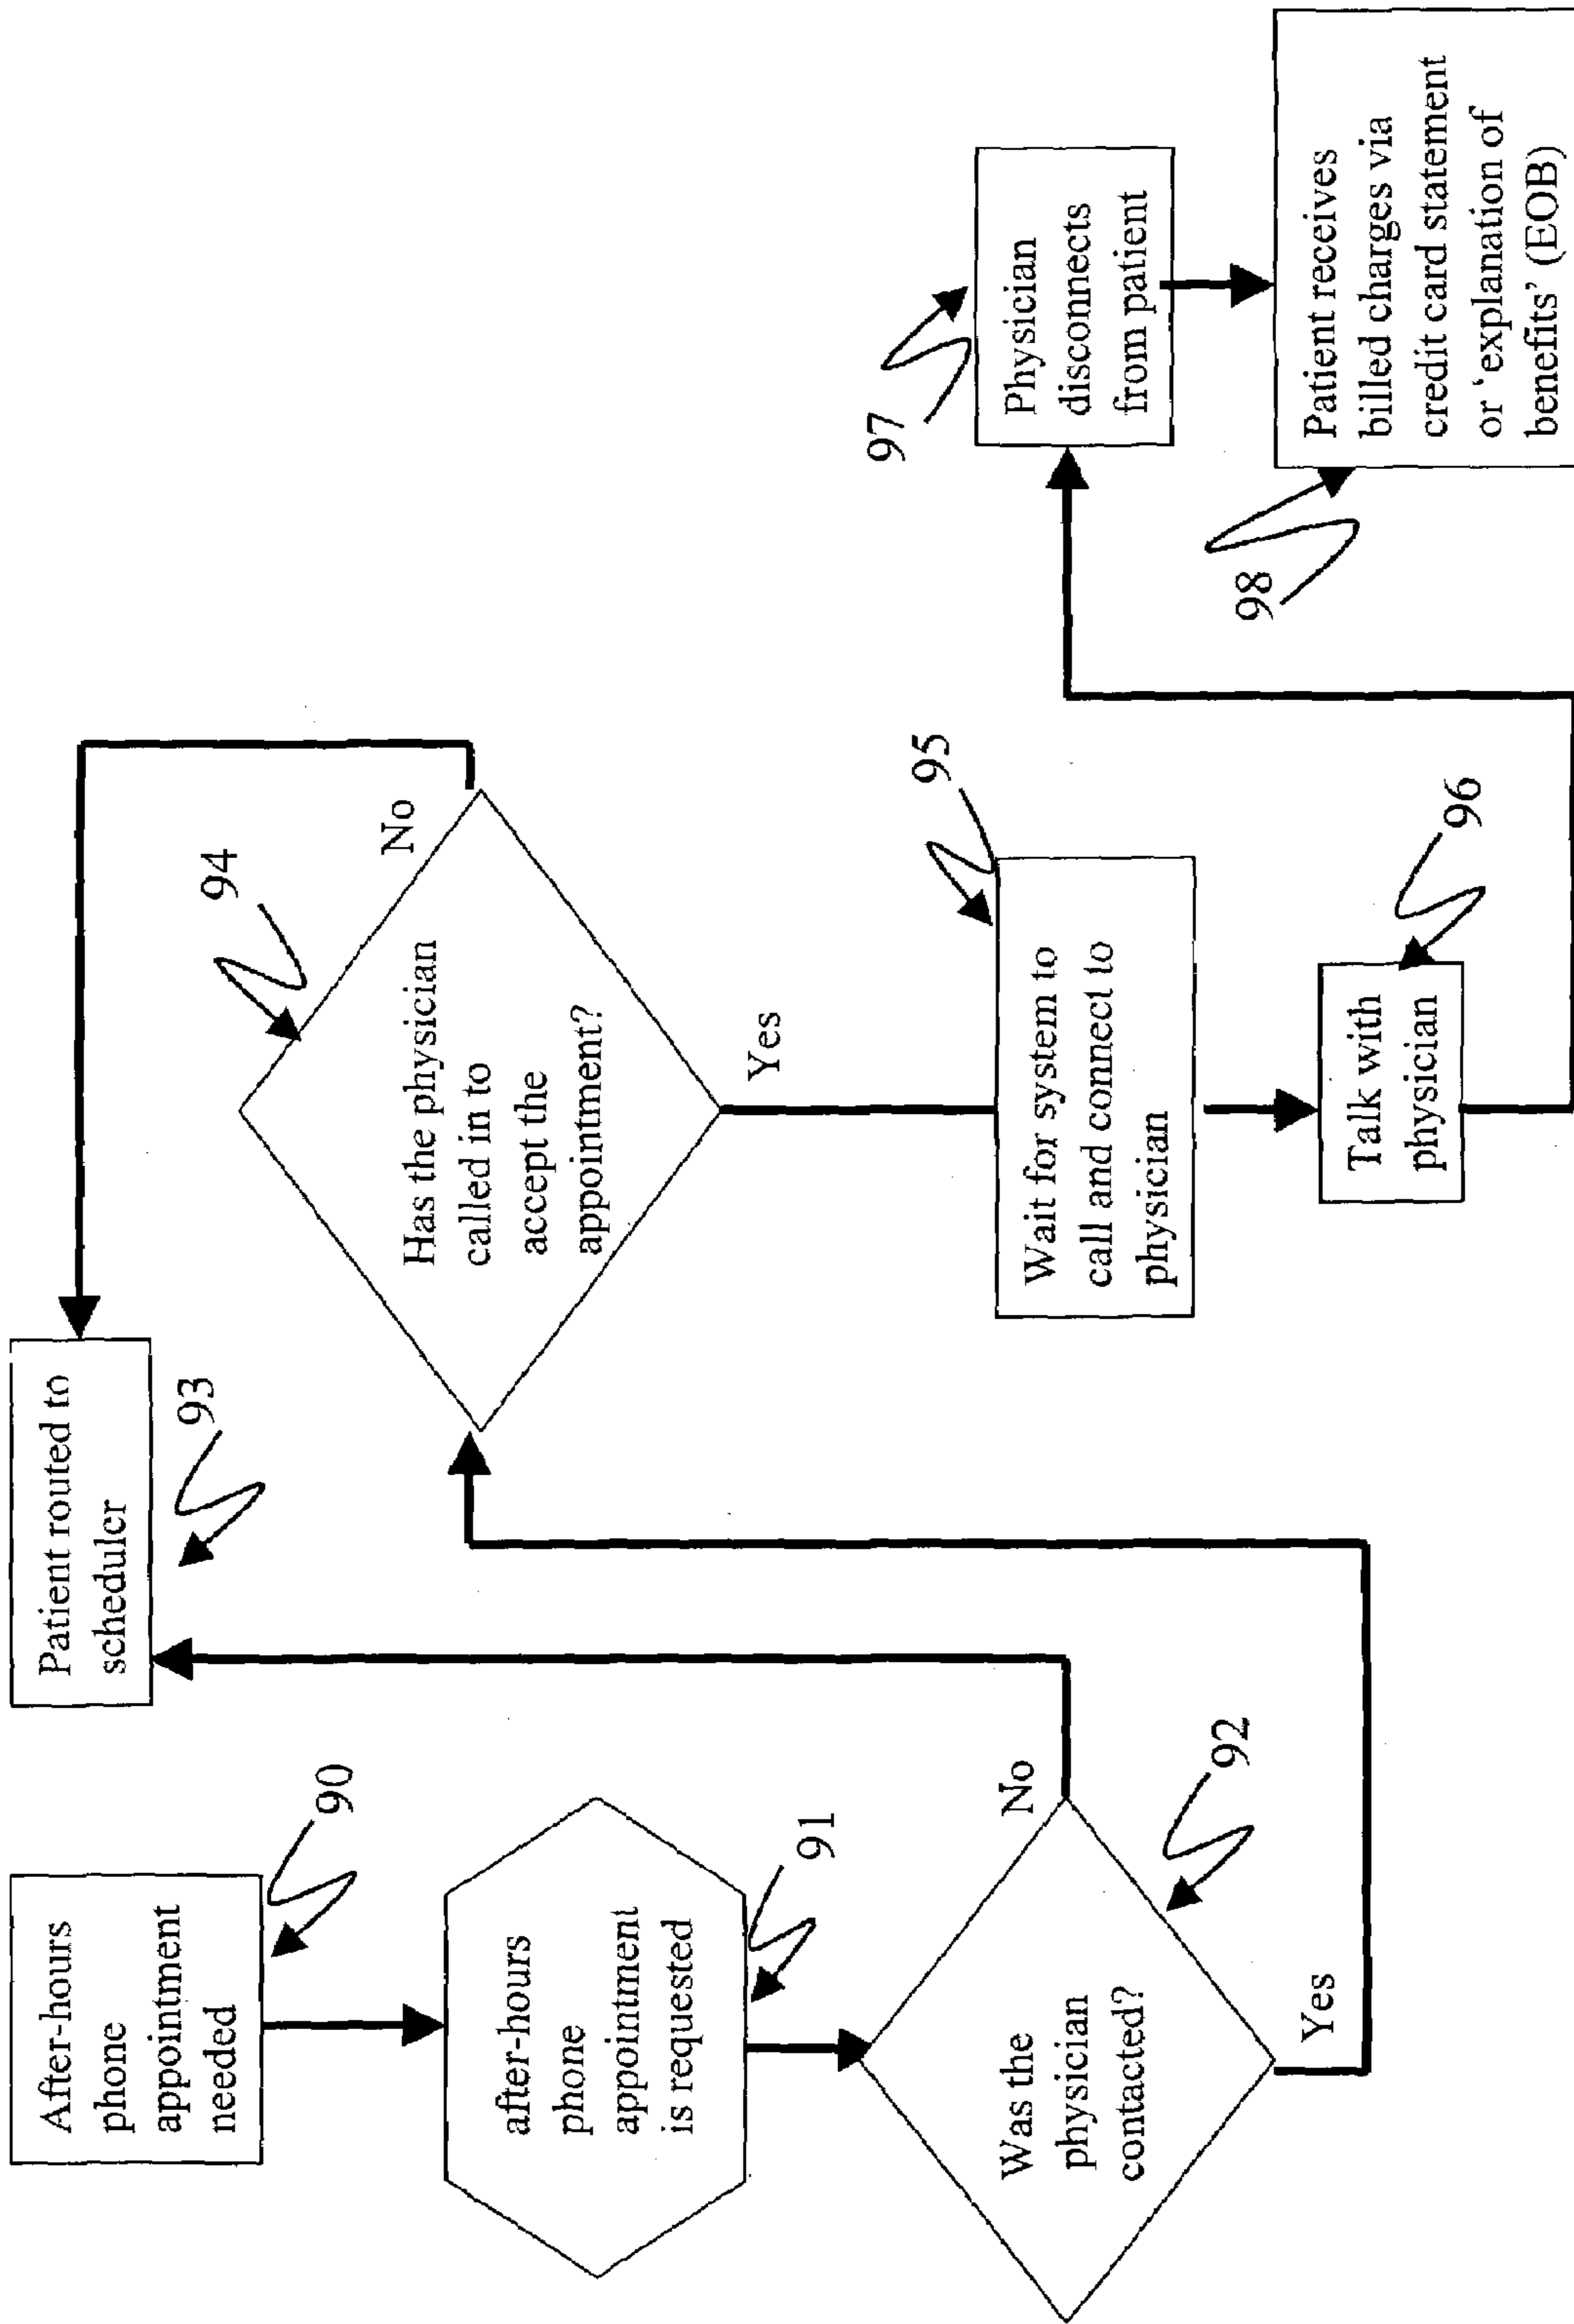 After-hours
phone
appointment
needed
90
after-hours
phone
appointment
is requested
91
Was the
physician
contacted?
No
Yes
92
Patient routed to
scheduler
93
Has the physician
called in to
accept the
appointment?
94
No
Yes
Wait for system to
call and connect to
physician
95
Talk with
physician
96
Physician
disconnects
from patient
97
Patient receives
billed charges via
credit card statement
or ‘explanation of
benefits’ (EOB)
98